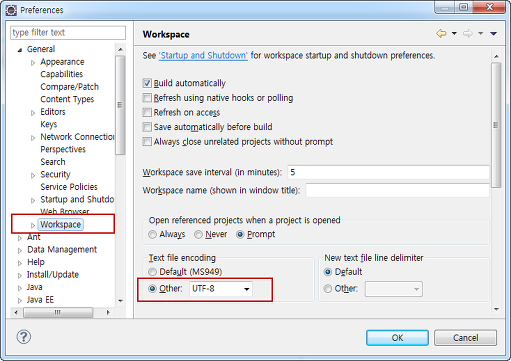 Preferences
type filter text
General
Appearance
Capabilities
Compare/Patch
Content Types
Editors
Keys
Network Connection
Perspectives
Search
Security
Service Policies
Startup and Shutdo
Web Browser
Workspace
Ant
Data Management
Help
Install/Update
Java
Java EE
Workspace
See 'Startup and Shutdown' for workspace startup and shutdown preferences.
Build automatically
Refresh using native hooks or polling
Refresh on access
Save automatically before build
Always close unrelated projects without prompt
Workspace save interval (in minutes): 5
Workspace name (shown in window title):
Open referenced projects when a project is opened
Always Never Prompt
Text file encoding
Default (MS949)
Other: UTF-8
New text file line delimiter
Default
Other:
OK Cancel